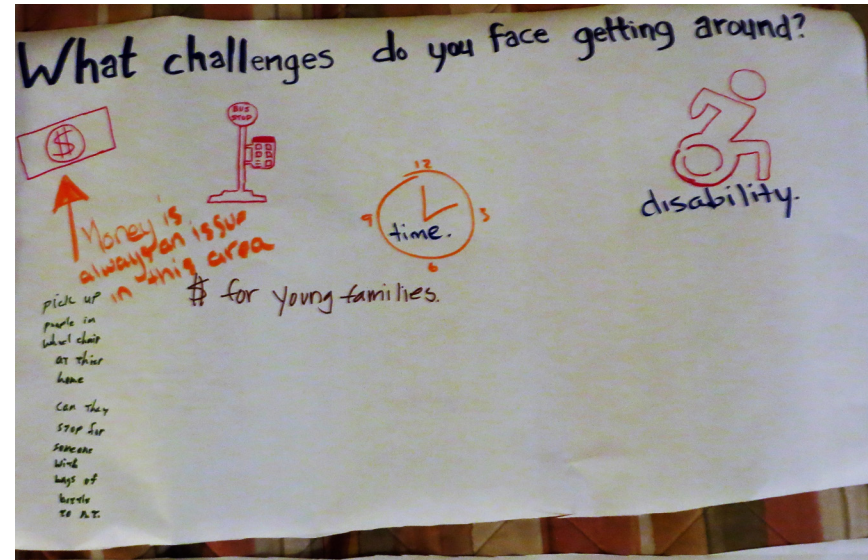 What challenges do you face getting around?
$
BUS
STOP
Money is
always an issue
in this area
12
9
3
6
time.
disability.
$ for young families.
pick up
people in
wheel chair
at thier
home
Can They
stop for
someone
with
bags of
bottle
to